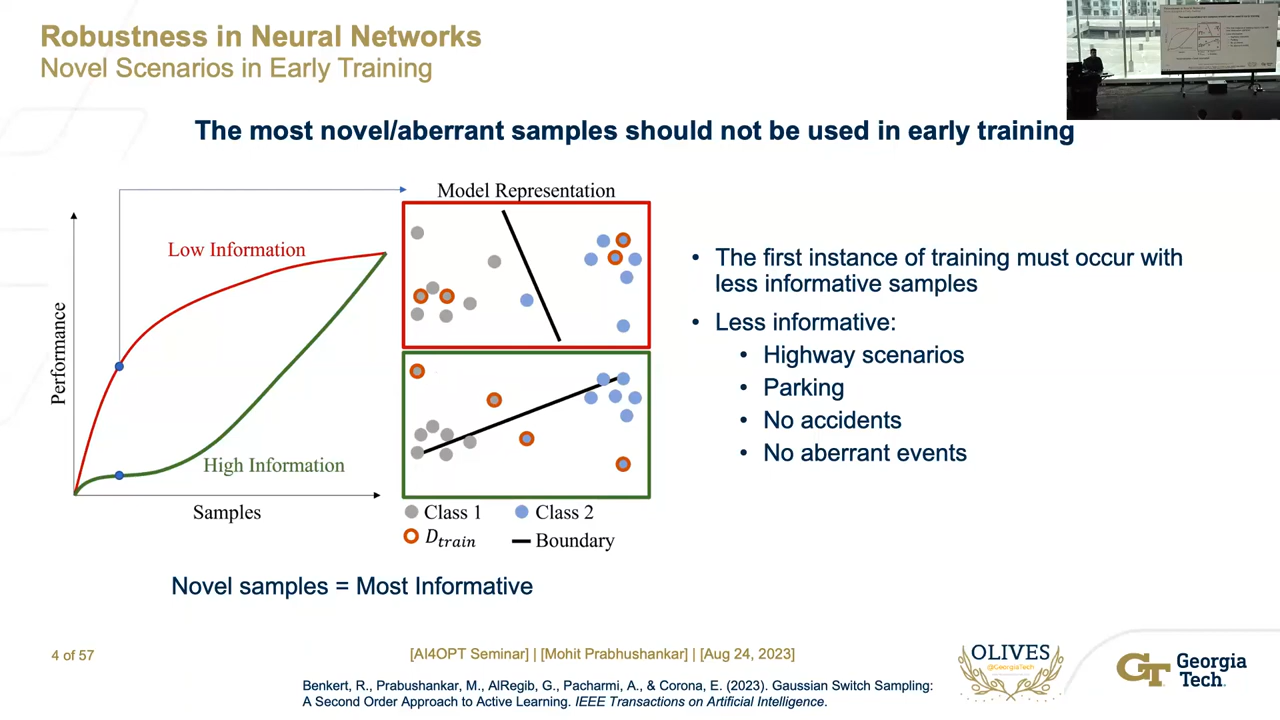 Robustness in Neural Networks
Novel Scenarios in Early Training
The most novel/aberrant samples should not be used in early training
Model Representation
Low Information
High Information
Performance
Samples
Class 1
Class 2
D_train
Boundary
Novel samples = Most Informative
• The first instance of training must occur with
less informative samples
• Less informative:
• Highway scenarios
• Parking
• No accidents
• No aberrant events
4 of 57
[AI4OPT Seminar] | [Mohit Prabhushankar] | [Aug 24, 2023]
Benkert, R., Prabushankar, M., AlRegib, G., Pacharmi, A., & Corona, E. (2023). Gaussian Switch Sampling:
A Second Order Approach to Active Learning. IEEE Transactions on Artificial Intelligence.
OLIVES
@GeorgiaTech
GT
Georgia
Tech